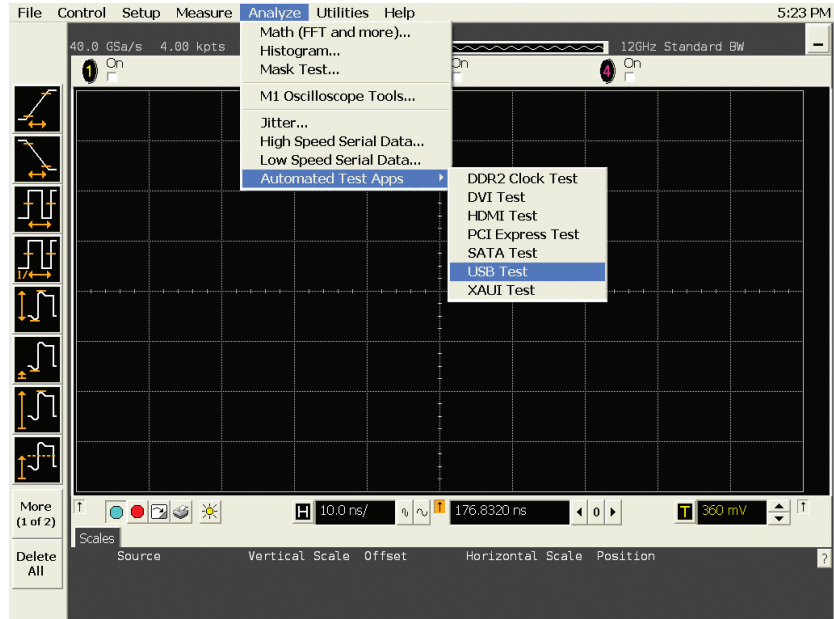 File Control Setup Measure Analyze Utilities Help 5:23 PM
Math (FFT and more)...
Histogram...
Mask Test...
M1 Oscilloscope Tools...
Jitter...
High Speed Serial Data...
Low Speed Serial Data...
Automated Test Apps
DDR2 Clock Test
DVI Test
HDMI Test
PCI Express Test
SATA Test
USB Test
XAUI Test
40.0 GSa/s 4.00 kpts 12GHz Standard BW
1 On On 4 On
1/
More
(1 of 2)
Delete
All
H 10.0 ns/ 176.8320 ns 0 T 360 mV
Scales
Source Vertical Scale Offset Horizontal Scale Position ?